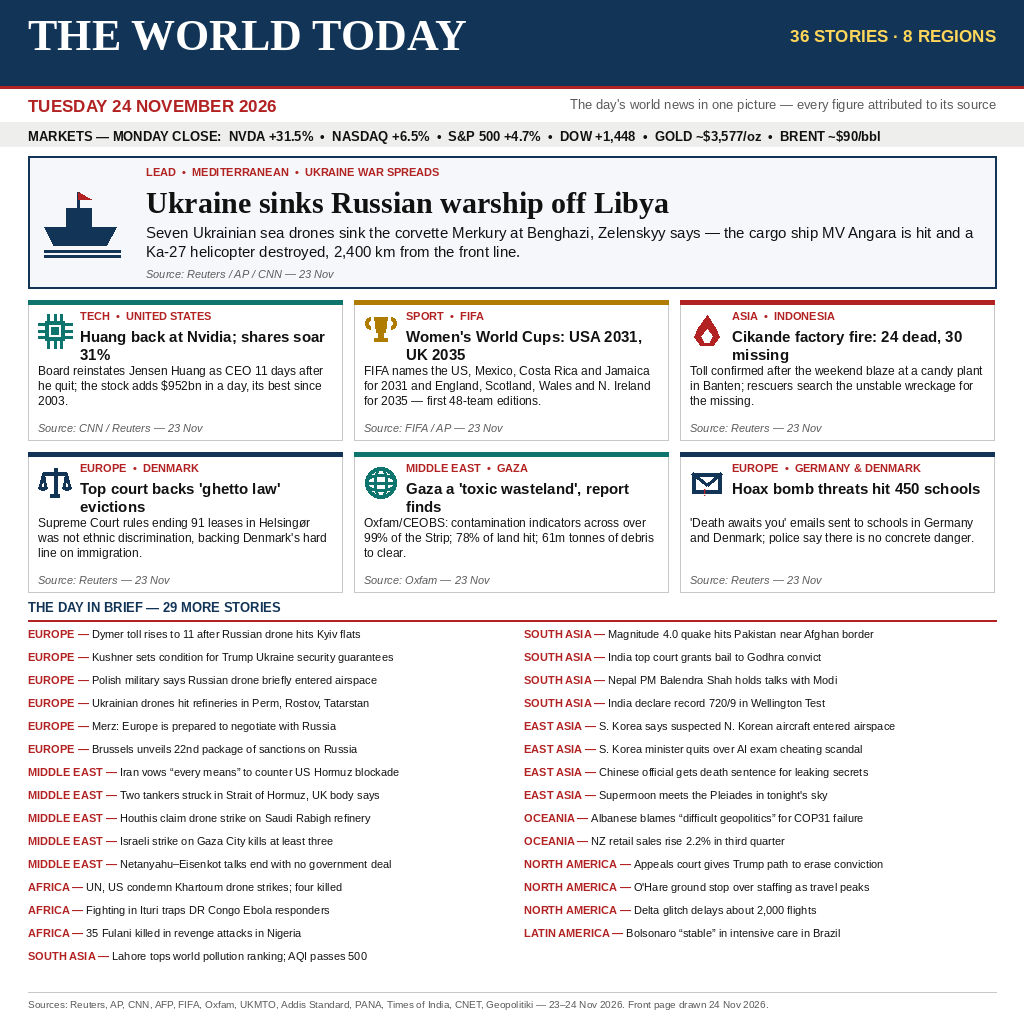 THE WORLD TODAY
36 STORIES · 8 REGIONS
TUESDAY 24 NOVEMBER 2026
The day's world news in one picture — every figure attributed to its source
MARKETS — MONDAY CLOSE: NVDA +31.5% • NASDAQ +6.5% • S&P 500 +4.7% • DOW +1,448 • GOLD ~$3,577/oz • BRENT ~$90/bbl
LEAD • MEDITERRANEAN • UKRAINE WAR SPREADS
Ukraine sinks Russian warship off Libya
Seven Ukrainian sea drones sink the corvette Merkury at Benghazi, Zelenskyy says — the cargo ship MV Angara is hit and a
Ka-27 helicopter destroyed, 2,400 km from the front line.
Source: Reuters / AP / CNN — 23 Nov
TECH • UNITED STATES
Huang back at Nvidia; shares soar
31%
Board reinstates Jensen Huang as CEO 11 days after
he quit; the stock adds $952bn in a day, its best since
2003.
Source: CNN / Reuters — 23 Nov
SPORT • FIFA
Women's World Cups: USA 2031,
UK 2035
FIFA names the US, Mexico, Costa Rica and Jamaica
for 2031 and England, Scotland, Wales and N. Ireland
for 2035 — first 48-team editions.
Source: FIFA / AP — 23 Nov
ASIA • INDONESIA
Cikande factory fire: 24 dead, 30
missing
Toll confirmed after the weekend blaze at a candy plant
in Banten; rescuers search the unstable wreckage for
the missing.
Source: Reuters — 23 Nov
EUROPE • DENMARK
Top court backs 'ghetto law'
evictions
Supreme Court rules ending 91 leases in Helsingør
was not ethnic discrimination, backing Denmark's hard
line on immigration.
Source: Reuters — 23 Nov
MIDDLE EAST • GAZA
Gaza a 'toxic wasteland', report
finds
Oxfam/CEOBS: contamination indicators across over
99% of the Strip; 78% of land hit; 61m tonnes of debris
to clear.
Source: Oxfam — 23 Nov
EUROPE • GERMANY & DENMARK
Hoax bomb threats hit 450 schools
'Death awaits you' emails sent to schools in Germany
and Denmark; police say there is no concrete danger.
Source: Reuters — 23 Nov
THE DAY IN BRIEF — 29 MORE STORIES
EUROPE — Dymer toll rises to 11 after Russian drone hits Kyiv flats
EUROPE — Kushner sets condition for Trump Ukraine security guarantees
EUROPE — Polish military says Russian drone briefly entered airspace
EUROPE — Ukrainian drones hit refineries in Perm, Rostov, Tatarstan
EUROPE — Merz: Europe is prepared to negotiate with Russia
EUROPE — Brussels unveils 22nd package of sanctions on Russia
MIDDLE EAST — Iran vows “every means” to counter US Hormuz blockade
MIDDLE EAST — Two tankers struck in Strait of Hormuz, UK body says
MIDDLE EAST — Houthis claim drone strike on Saudi Rabigh refinery
MIDDLE EAST — Israeli strike on Gaza City kills at least three
MIDDLE EAST — Netanyahu–Eisenkot talks end with no government deal
AFRICA — UN, US condemn Khartoum drone strikes; four killed
AFRICA — Fighting in Ituri traps DR Congo Ebola responders
AFRICA — 35 Fulani killed in revenge attacks in Nigeria
SOUTH ASIA — Lahore tops world pollution ranking; AQI passes 500
SOUTH ASIA — Magnitude 4.0 quake hits Pakistan near Afghan border
SOUTH ASIA — India top court grants bail to Godhra convict
SOUTH ASIA — Nepal PM Balendra Shah holds talks with Modi
SOUTH ASIA — India declare record 720/9 in Wellington Test
EAST ASIA — S. Korea says suspected N. Korean aircraft entered airspace
EAST ASIA — S. Korea minister quits over AI exam cheating scandal
EAST ASIA — Chinese official gets death sentence for leaking secrets
EAST ASIA — Supermoon meets the Pleiades in tonight's sky
OCEANIA — Albanese blames “difficult geopolitics” for COP31 failure
OCEANIA — NZ retail sales rise 2.2% in third quarter
NORTH AMERICA — Appeals court gives Trump path to erase conviction
NORTH AMERICA — O'Hare ground stop over staffing as travel peaks
NORTH AMERICA — Delta glitch delays about 2,000 flights
LATIN AMERICA — Bolsonaro “stable” in intensive care in Brazil
Sources: Reuters, AP, CNN, AFP, FIFA, Oxfam, UKMTO, Addis Standard, PANA, Times of India, CNET, Geopolitiki — 23–24 Nov 2026. Front page drawn 24 Nov 2026.